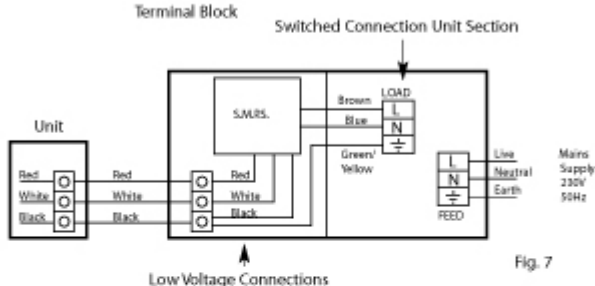 Terminal Block
Switched Connection Unit Section
S.M.P.S.
Brown
LOAD
L
Blue
N
Green/
Yellow
Unit
Red
White
Black
Red
White
Black
Red
White
Black
L
N
FEED
Live
Neutral
Earth
Mains
Supply
230V
50Hz
Low Voltage Connections
Fig. 7